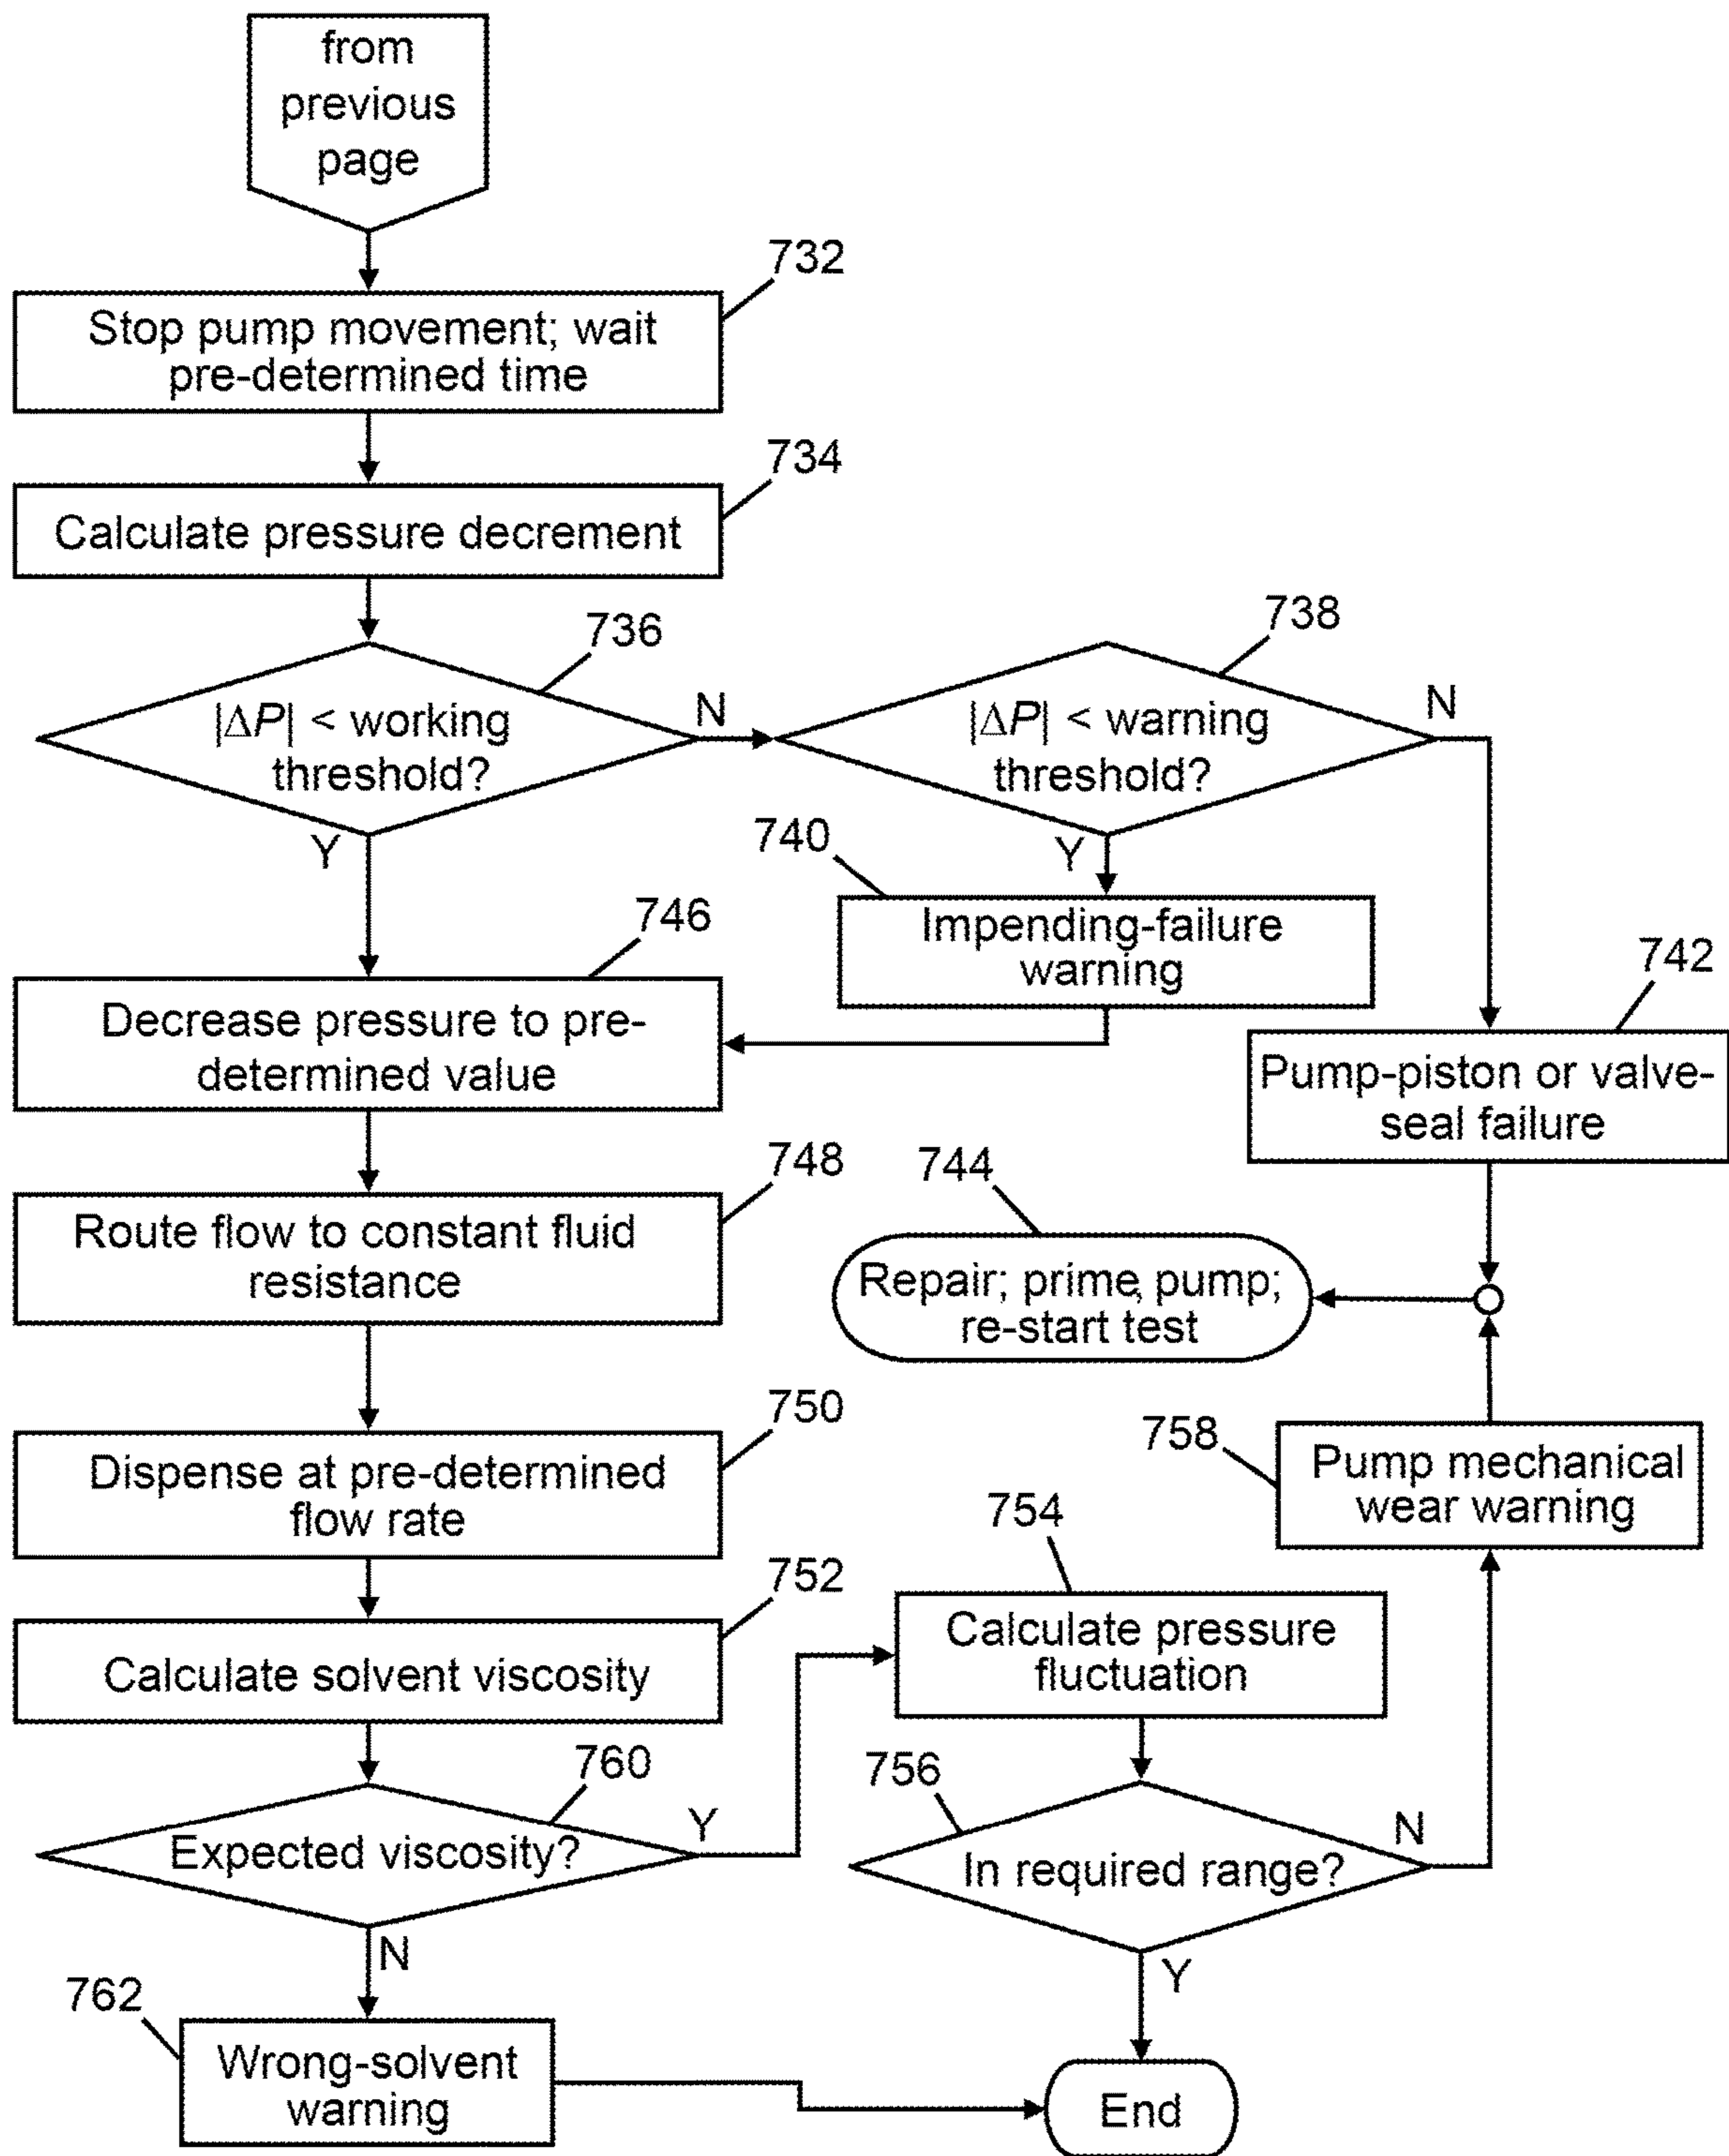 from
previous
page
732
Stop pump movement; wait
pre-determined time
734
Calculate pressure decrement
736
|ΔP| < working
threshold?
N
Y
738
|ΔP| < warning
threshold?
N
Y
740
Impending-failure
warning
742
Pump-piston or valve-
seal failure
746
Decrease pressure to pre-
determined value
748
Route flow to constant fluid
resistance
744
Repair; prime, pump;
re-start test
750
Dispense at pre-determined
flow rate
758
Pump mechanical
wear warning
752
Calculate solvent viscosity
754
Calculate pressure
fluctuation
760
Expected viscosity?
Y
N
756
In required range?
N
Y
762
Wrong-solvent
warning
End